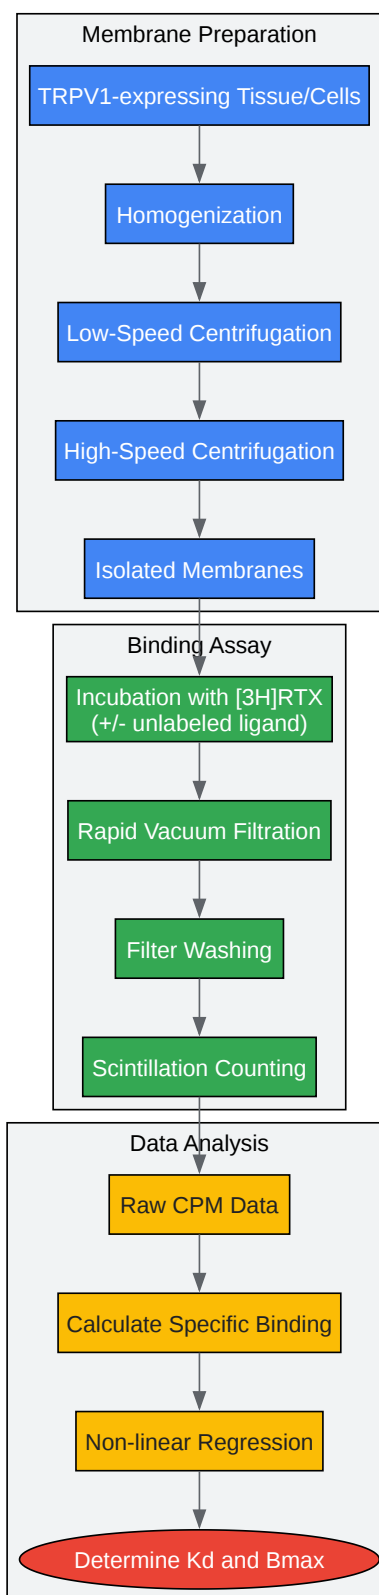 Membrane Preparation
TRPV1-expressing Tissue/Cells
Homogenization
Low-Speed Centrifugation
High-Speed Centrifugation
Isolated Membranes
Binding Assay
Incubation with [3H]RTX
(+/- unlabeled ligand)
Rapid Vacuum Filtration
Filter Washing
Scintillation Counting
Data Analysis
Raw CPM Data
Calculate Specific Binding
Non-linear Regression
Determine Kd and Bmax